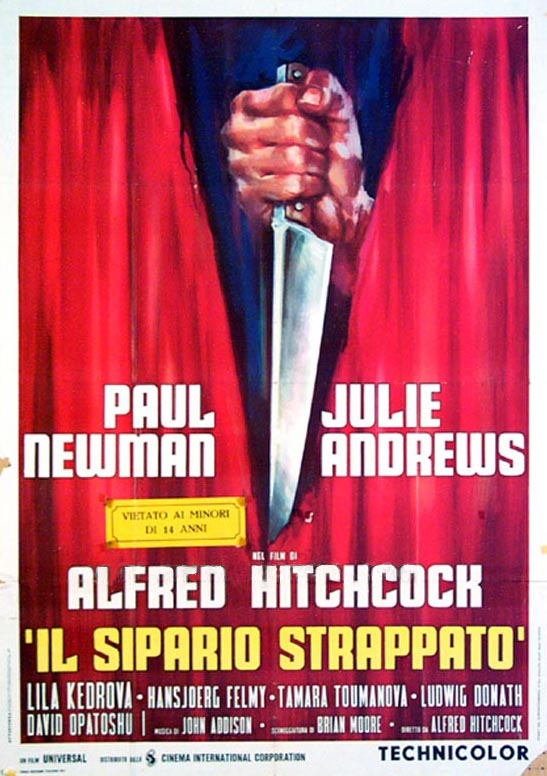 PAUL NEWMAN
JULIE ANDREWS
VIETATO AI MINORI
DI 14 ANNI
NEL FILM DI
ALFRED HITCHCOCK
'IL SIPARIO STRAPPATO'
LILA KEDROVA • HANSJOERG FELMY • TAMARA TOUMANOVA • LUDWIG DONATH
DAVID OPATOSHU | MUSICA DI JOHN ADDISON • SCENEGGIATURA DI BRIAN MOORE • DIRETTO DA ALFRED HITCHCOCK
UN FILM UNIVERSAL DISTRIBUITO DALLA CINEMA INTERNATIONAL CORPORATION
TECHNICOLOR